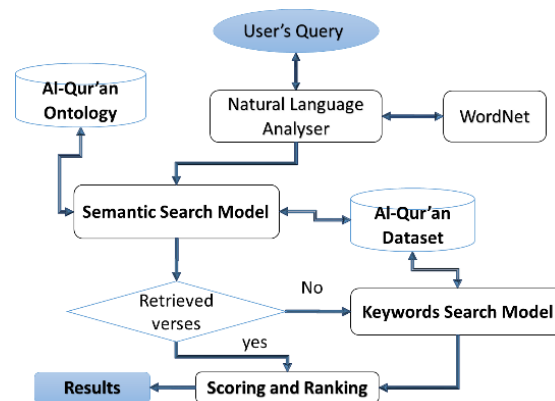 User's Query
Al-Qur'an
Ontology
Natural Language
Analyser
WordNet
Semantic Search Model
Al-Qur'an
Dataset
Retrieved
verses
No
Keywords Search Model
yes
Results
Scoring and Ranking